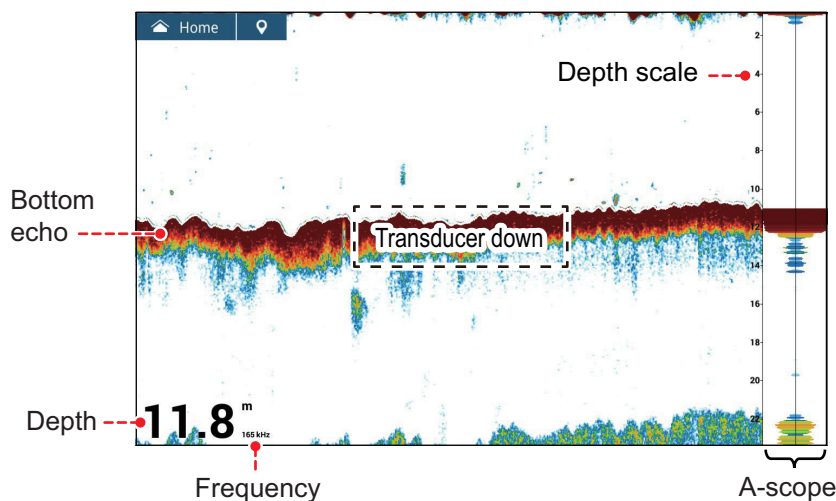 Home
2
Depth scale
4
6
8
10
Bottom
echo
12
Transducer down
14
16
18
20
Depth
11.8 m
165 kHz
22
Frequency
A-scope